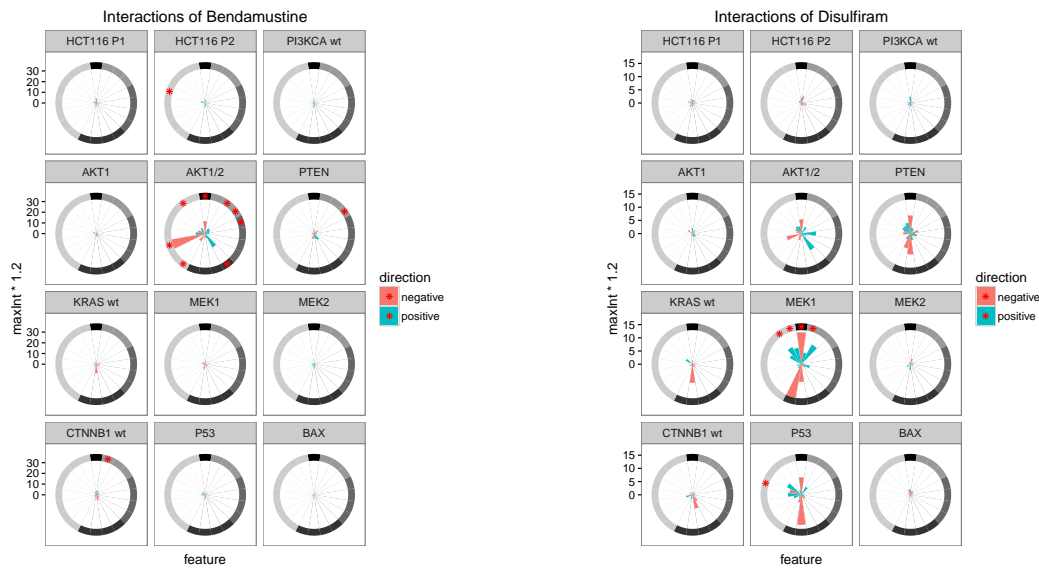 Interactions of Bendamustine
HCT116 P1
HCT116 P2
PI3KCA wt
30
20
10
0
AKT1
AKT1/2
PTEN
30
20
10
0
KRAS wt
MEK1
MEK2
30
20
10
0
CTNNB1 wt
P53
BAX
30
20
10
0
maxInt * 1.2
feature
direction
negative
positive
Interactions of Disulfiram
HCT116 P1
HCT116 P2
PI3KCA wt
15
10
5
0
AKT1
AKT1/2
PTEN
15
10
5
0
KRAS wt
MEK1
MEK2
15
10
5
0
CTNNB1 wt
P53
BAX
15
10
5
0
maxInt * 1.2
feature
direction
negative
positive